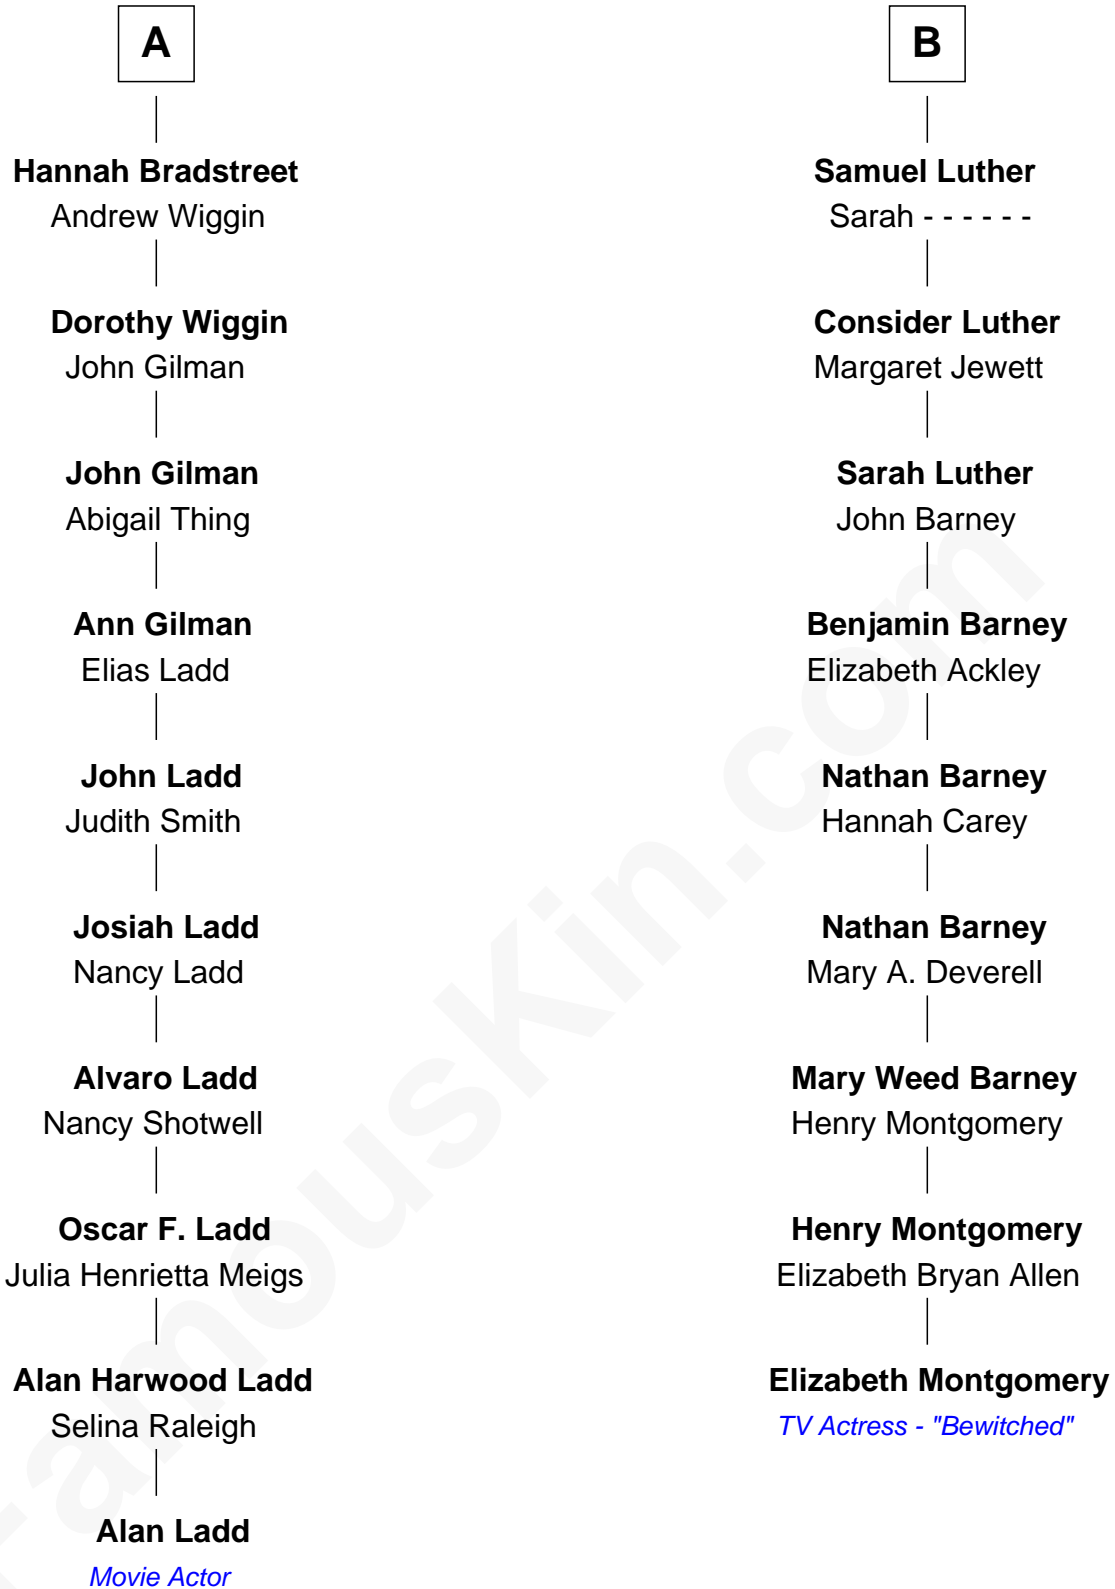 A
Hannah Bradstreet
Andrew Wiggin
Dorothy Wiggin
John Gilman
John Gilman
Abigail Thing
Ann Gilman
Elias Ladd
John Ladd
Judith Smith
Josiah Ladd
Nancy Ladd
Alvaro Ladd
Nancy Shotwell
Oscar F. Ladd
Julia Henrietta Meigs
Alan Harwood Ladd
Selina Raleigh
Alan Ladd
Movie Actor
B
Samuel Luther
Sarah - - - - - -
Consider Luther
Margaret Jewett
Sarah Luther
John Barney
Benjamin Barney
Elizabeth Ackley
Nathan Barney
Hannah Carey
Nathan Barney
Mary A. Deverell
Mary Weed Barney
Henry Montgomery
Henry Montgomery
Elizabeth Bryan Allen
Elizabeth Montgomery
TV Actress - "Bewitched"
FamousKin.com